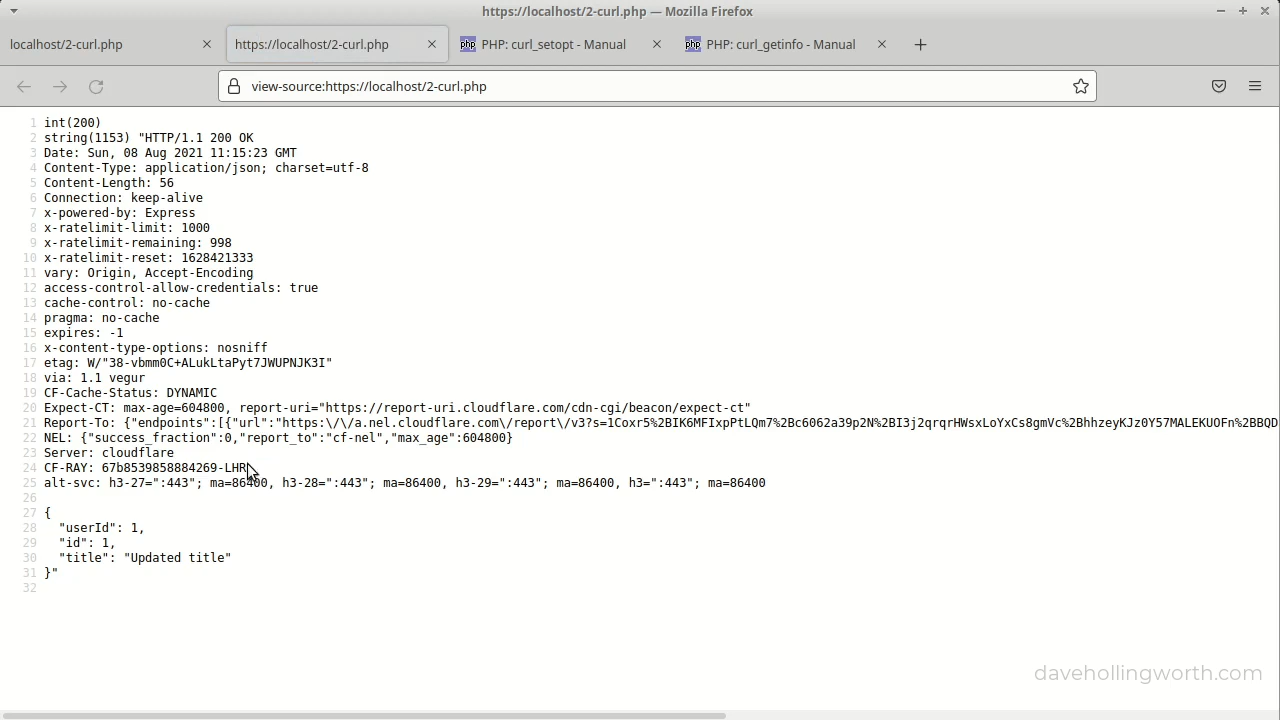 https://localhost/2-curl.php — Mozilla Firefox
localhost/2-curl.php
https://localhost/2-curl.php
php PHP: curl_setopt - Manual
php PHP: curl_getinfo - Manual
view-source:https://localhost/2-curl.php
1 int(200)
2 string(1153) "HTTP/1.1 200 OK
3 Date: Sun, 08 Aug 2021 11:15:23 GMT
4 Content-Type: application/json; charset=utf-8
5 Content-Length: 56
6 Connection: keep-alive
7 x-powered-by: Express
8 x-ratelimit-limit: 1000
9 x-ratelimit-remaining: 998
10 x-ratelimit-reset: 1628421333
11 vary: Origin, Accept-Encoding
12 access-control-allow-credentials: true
13 cache-control: no-cache
14 pragma: no-cache
15 expires: -1
16 x-content-type-options: nosniff
17 etag: W/"38-vbmm0C+ALukLtaPyt7JWUPNJK3I"
18 via: 1.1 vegur
19 CF-Cache-Status: DYNAMIC
20 Expect-CT: max-age=604800, report-uri="https://report-uri.cloudflare.com/cdn-cgi/beacon/expect-ct"
21 Report-To: {"endpoints":[{"url":"https:\/\/a.nel.cloudflare.com\/report\/v3?s=1Coxr5%2BIK6MFIxpPtLQm7%2Bc6062a39p2N%2BI3j2qrqrHWsxLoYxCs8gmVc%2BhhzeyKJz0Y57MALEKUOFn%2BBQD
22 NEL: {"success_fraction":0,"report_to":"cf-nel","max_age":604800}
23 Server: cloudflare
24 CF-RAY: 67b8539858884269-LHR
25 alt-svc: h3-27=":443"; ma=86400, h3-28=":443"; ma=86400, h3-29=":443"; ma=86400, h3=":443"; ma=86400
26
27 {
28 "userId": 1,
29 "id": 1,
30 "title": "Updated title"
31 }"
32
davehollingworth.com